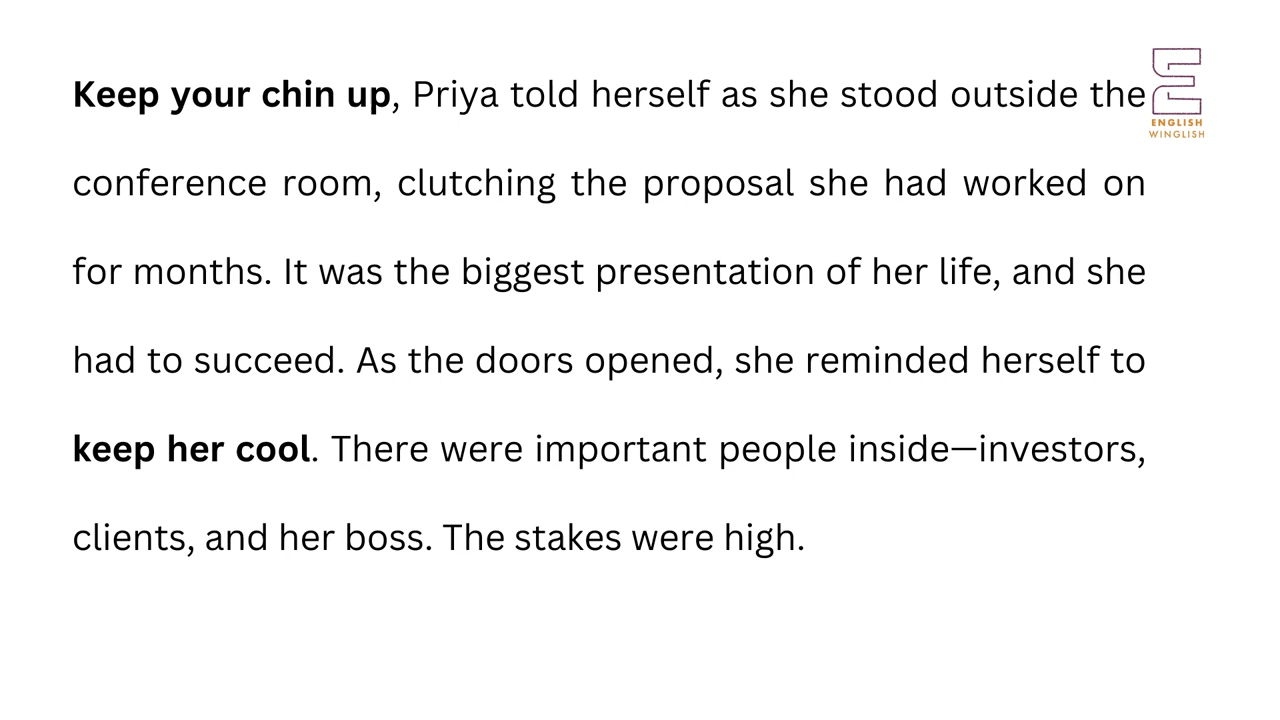 Keep your chin up, Priya told herself as she stood outside the
ENGLISH
WINGLISH
conference room, clutching the proposal she had worked on
for months. It was the biggest presentation of her life, and she
had to succeed. As the doors opened, she reminded herself to
keep her cool. There were important people inside—investors,
clients, and her boss. The stakes were high.